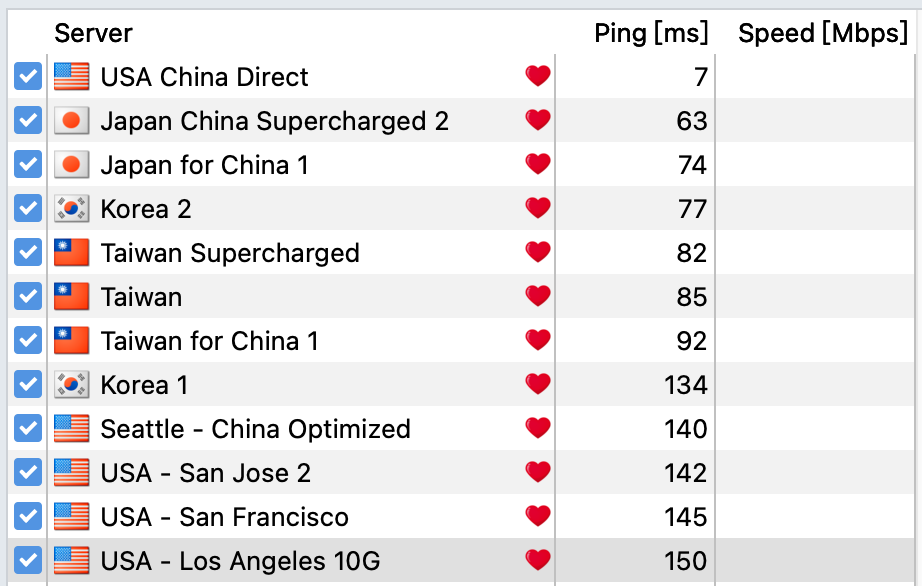 Server Ping [ms] Speed [Mbps]
USA China Direct 7
Japan China Supercharged 2 63
Japan for China 1 74
Korea 2 77
Taiwan Supercharged 82
Taiwan 85
Taiwan for China 1 92
Korea 1 134
Seattle - China Optimized 140
USA - San Jose 2 142
USA - San Francisco 145
USA - Los Angeles 10G 150